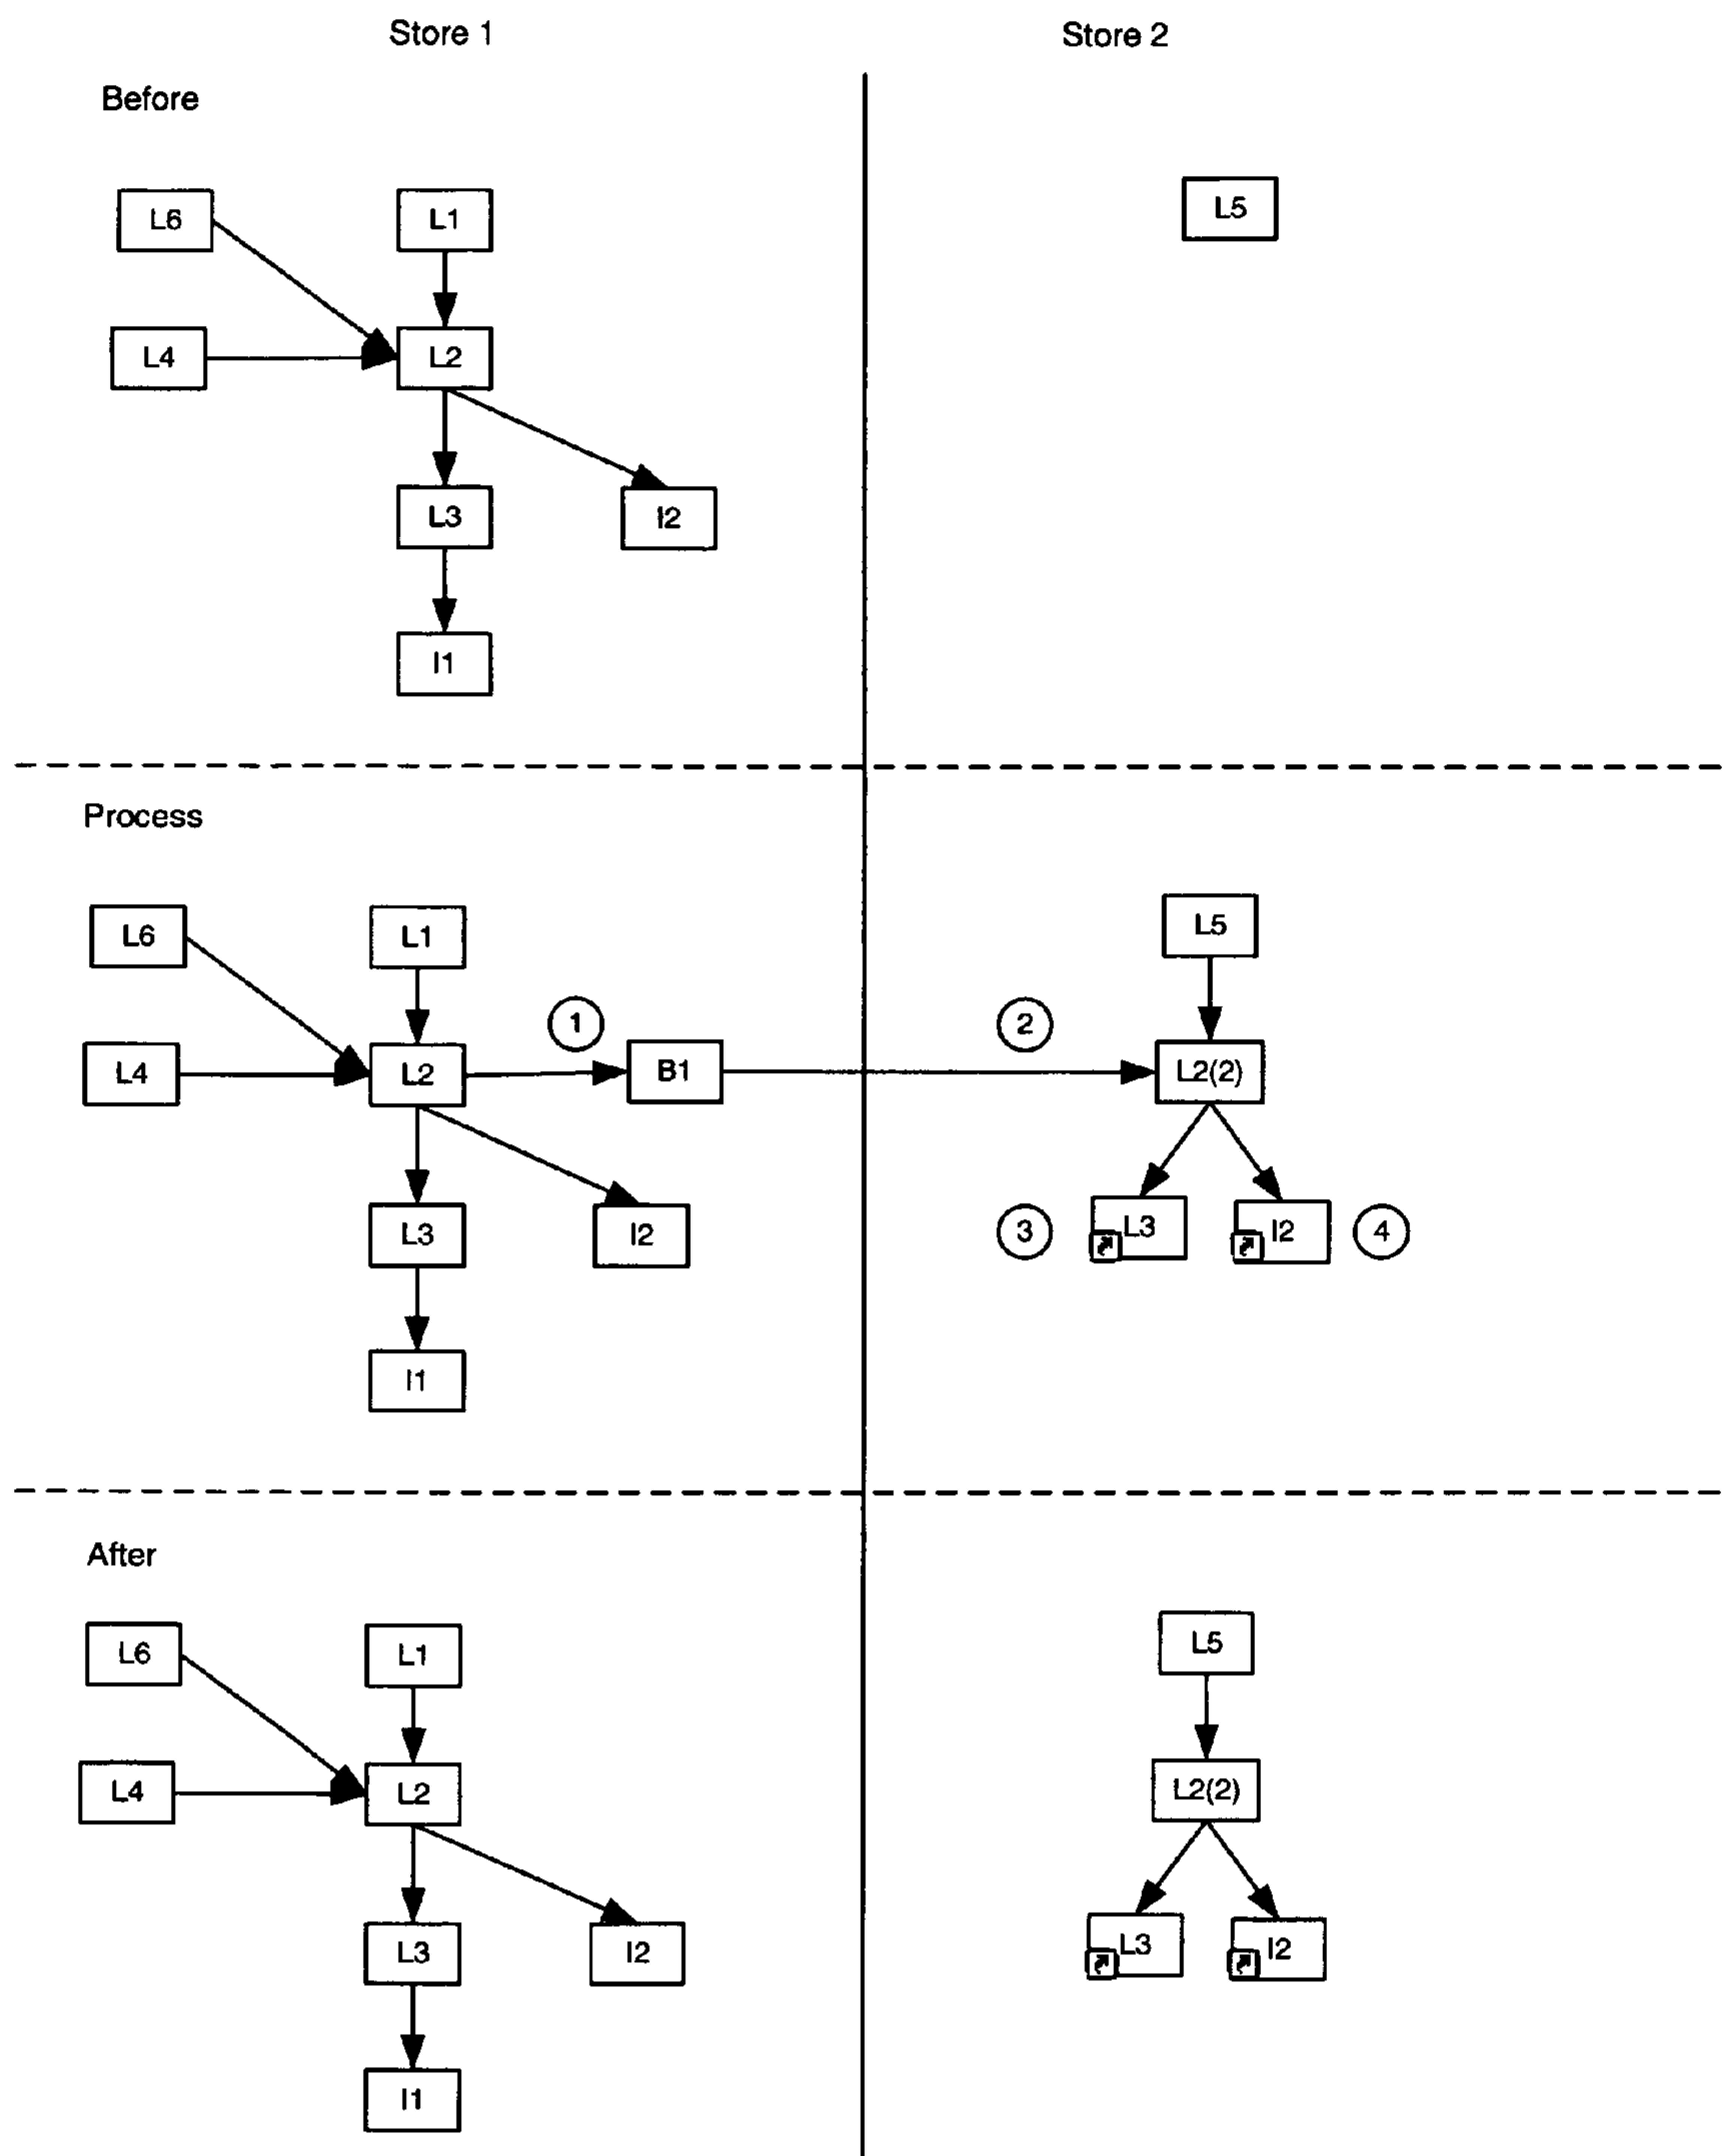 Store 1
Store 2
Before
L6
L1
L5
L4
L2
L3
I2
I1
Process
L6
L1
L5
1
2
L4
L2
B1
L2(2)
L3
I2
3
L3
I2
4
I1
After
L6
L1
L5
L4
L2
L2(2)
L3
I2
L3
I2
I1